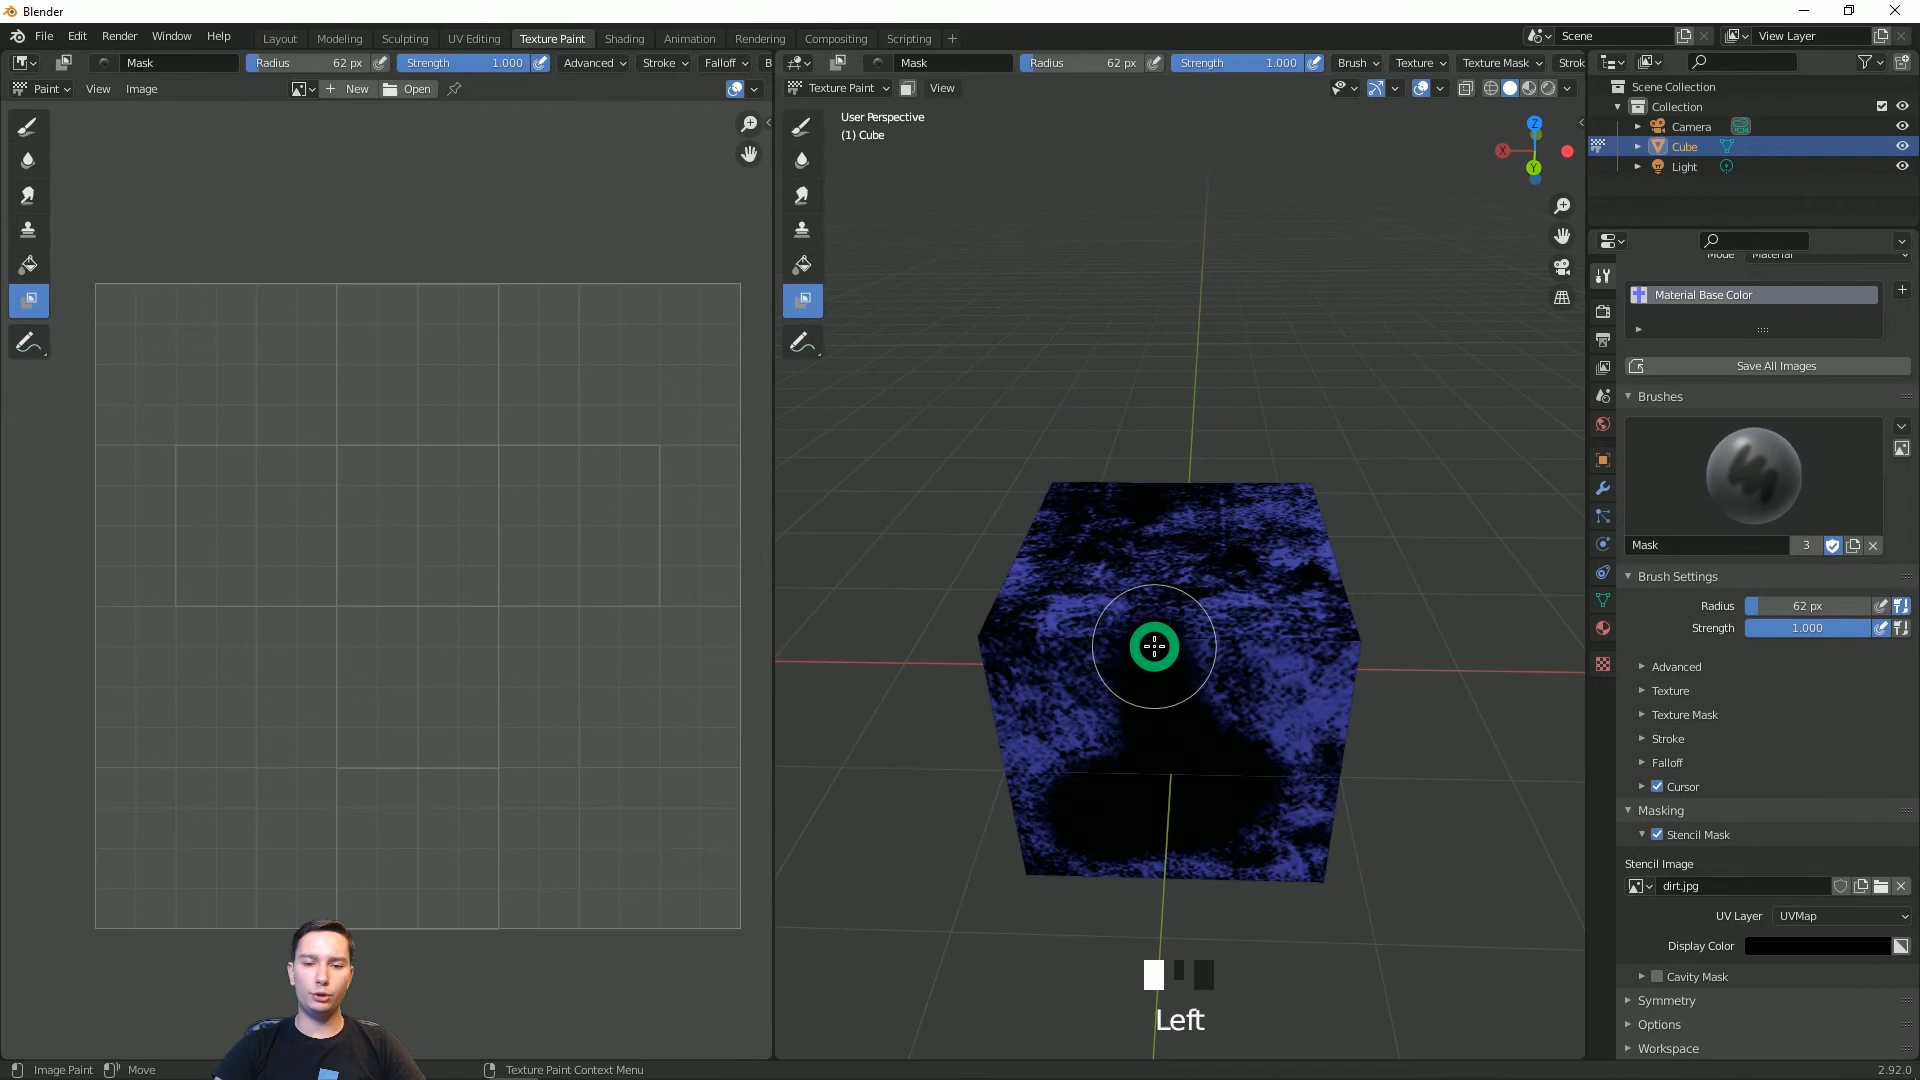 Blender
File Edit Render Window Help Layout Modeling Sculpting UV Editing Texture Paint Shading Animation Rendering Compositing Scripting + Scene View Layer
Mask Radius 62 px Strength 1.000 Advanced Stroke Falloff B Mask Radius 62 px Strength 1.000 Brush Texture Texture Mask Strok
Paint View Image + New Open Texture Paint View
Scene Collection
Collection
Camera
Cube
Light
User Perspective
(1) Cube
Z
X
Y
Mode Material
Material Base Color
Save All Images
Brushes
Mask 3
Brush Settings
Radius 62 px
Strength 1.000
Advanced
Texture
Texture Mask
Stroke
Falloff
Cursor
Masking
Stencil Mask
Stencil Image
dirt.jpg
UV Layer UVMap
Display Color
Cavity Mask
Symmetry
Options
Workspace
Left
Image Paint Move Texture Paint Context Menu 2.92.0